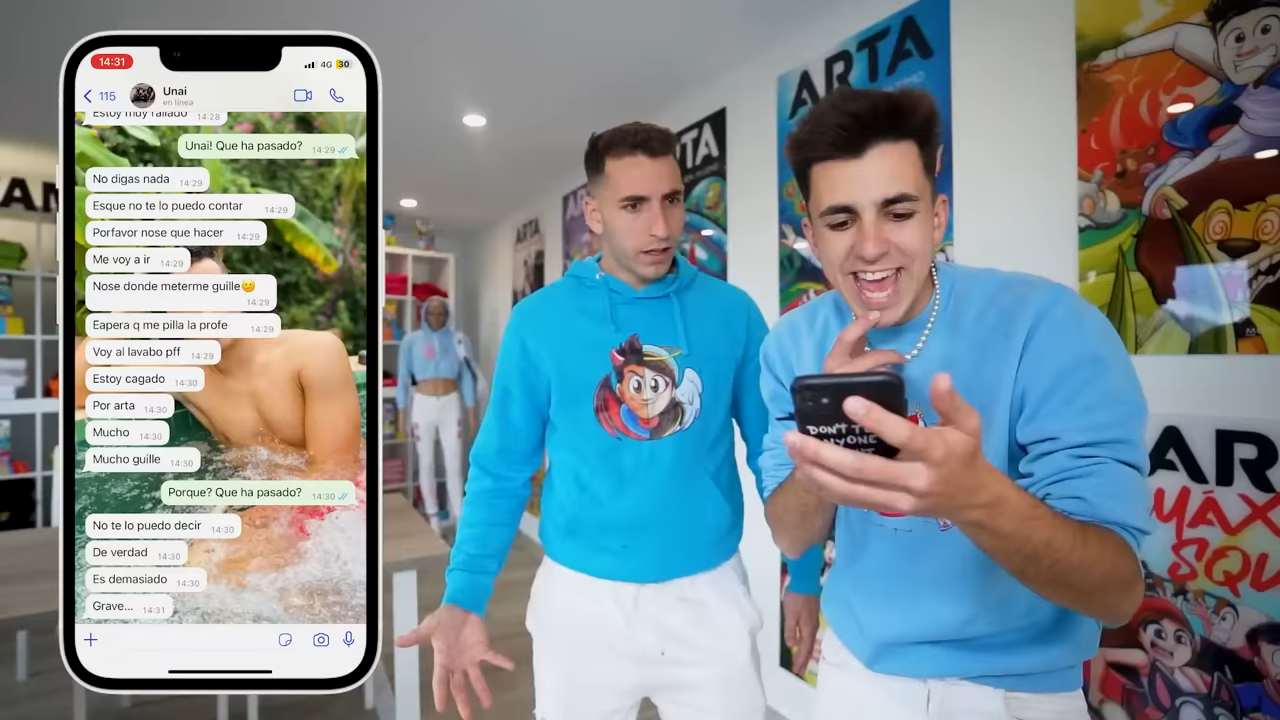 14:31
4G 30
115
Unai
en línea
Estoy muy rallado 14:28
Unai! Que ha pasado? 14:29
No digas nada 14:29
Esque no te lo puedo contar 14:29
Porfavor nose que hacer 14:29
Me voy a ir 14:29
Nose donde meterme guille🫤
14:29
Eapera q me pilla la profe 14:29
Voy al lavabo pff 14:29
Estoy cagado 14:30
Por arta 14:30
Mucho 14:30
Mucho guille 14:30
Porque? Que ha pasado? 14:30
No te lo puedo decir 14:30
De verdad 14:30
Es demasiado 14:30
Grave... 14:31
ARTA
ARTA
DON'T